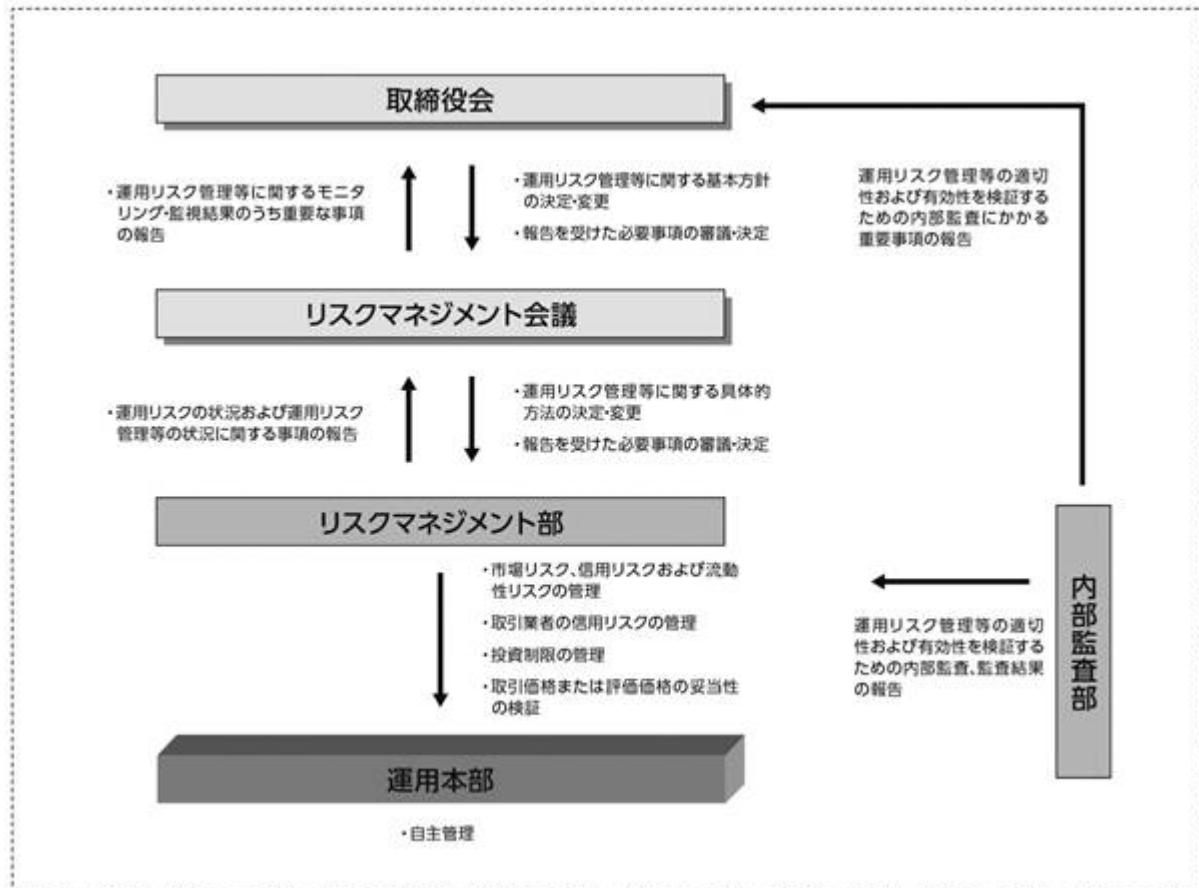 取締役会
・運用リスク管理等に関するモニタ
リング・監視結果のうち重要な事項
の報告
・運用リスク管理等に関する基本方針
の決定・変更
・報告を受けた必要事項の審議・決定
運用リスク管理等の適切
性および有効性を検証する
ための内部監査にかかる
重要事項の報告
リスクマネジメント会議
・運用リスクの状況および運用リスク
管理等の状況に関する事項の報告
・運用リスク管理等に関する具体的
方法の決定・変更
・報告を受けた必要事項の審議・決定
リスクマネジメント部
・市場リスク、信用リスクおよび流動
性リスクの管理
・取引業者の信用リスクの管理
・投資制限の管理
・取引価格または評価価格の妥当性
の検証
運用リスク管理等の適切
性および有効性を検証する
ための内部監査、監査結果
の報告
内部監査部
運用本部
・自主管理